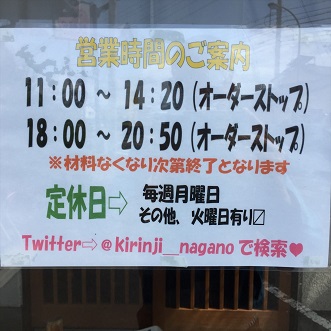 営業時間のご案内
11:00 ～ 14:20 (オーダーストップ)
18:00 ～ 20:50 (オーダーストップ)
※材料なくなり次第終了となります
定休日⇨ 毎週月曜日
その他、火曜日有り〼
Twitter⇨@kirinji__naganoで検索♥